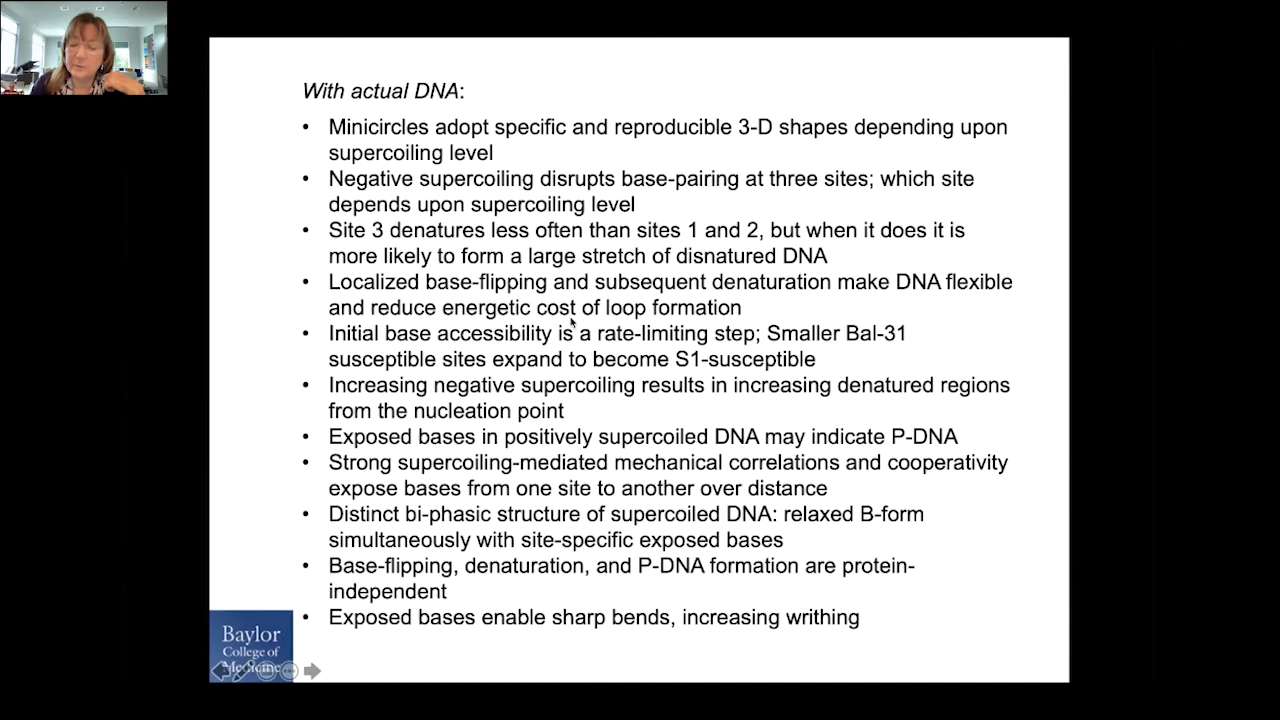 With actual DNA:
• Minicircles adopt specific and reproducible 3-D shapes depending upon
supercoiling level
• Negative supercoiling disrupts base-pairing at three sites; which site
depends upon supercoiling level
• Site 3 denatures less often than sites 1 and 2, but when it does it is
more likely to form a large stretch of disnatured DNA
• Localized base-flipping and subsequent denaturation make DNA flexible
and reduce energetic cost of loop formation
• Initial base accessibility is a rate-limiting step; Smaller Bal-31
susceptible sites expand to become S1-susceptible
• Increasing negative supercoiling results in increasing denatured regions
from the nucleation point
• Exposed bases in positively supercoiled DNA may indicate P-DNA
• Strong supercoiling-mediated mechanical correlations and cooperativity
expose bases from one site to another over distance
• Distinct bi-phasic structure of supercoiled DNA: relaxed B-form
simultaneously with site-specific exposed bases
• Base-flipping, denaturation, and P-DNA formation are protein-
independent
• Exposed bases enable sharp bends, increasing writhing
Baylor
College of
Medicine